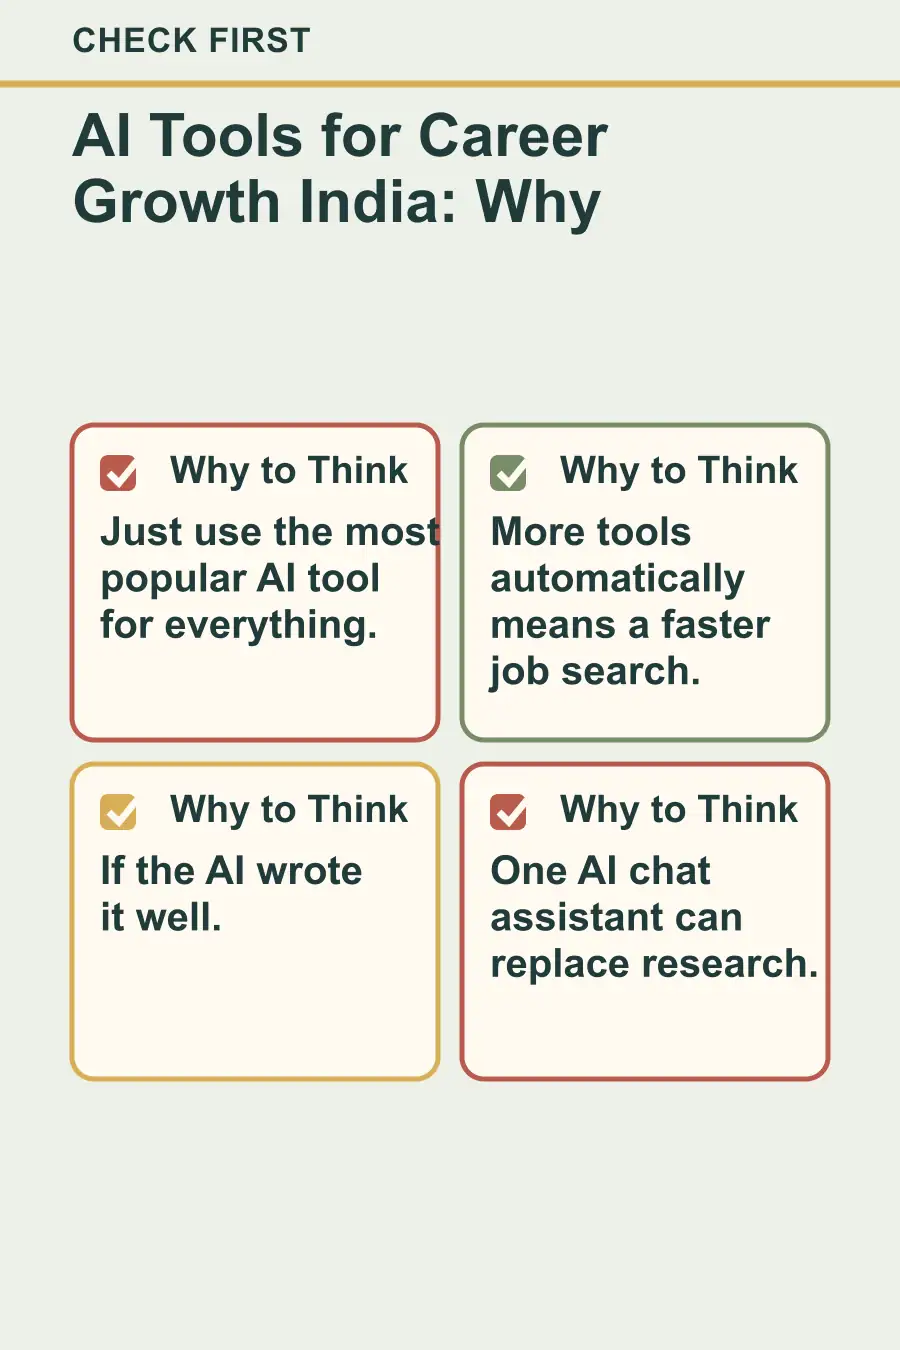 CHECK FIRST
AI Tools for Career
Growth India: Why
Why to Think
Just use the most
popular AI tool
for everything.
Why to Think
More tools
automatically
means a faster
job search.
Why to Think
If the AI wrote
it well.
Why to Think
One AI chat
assistant can
replace research.